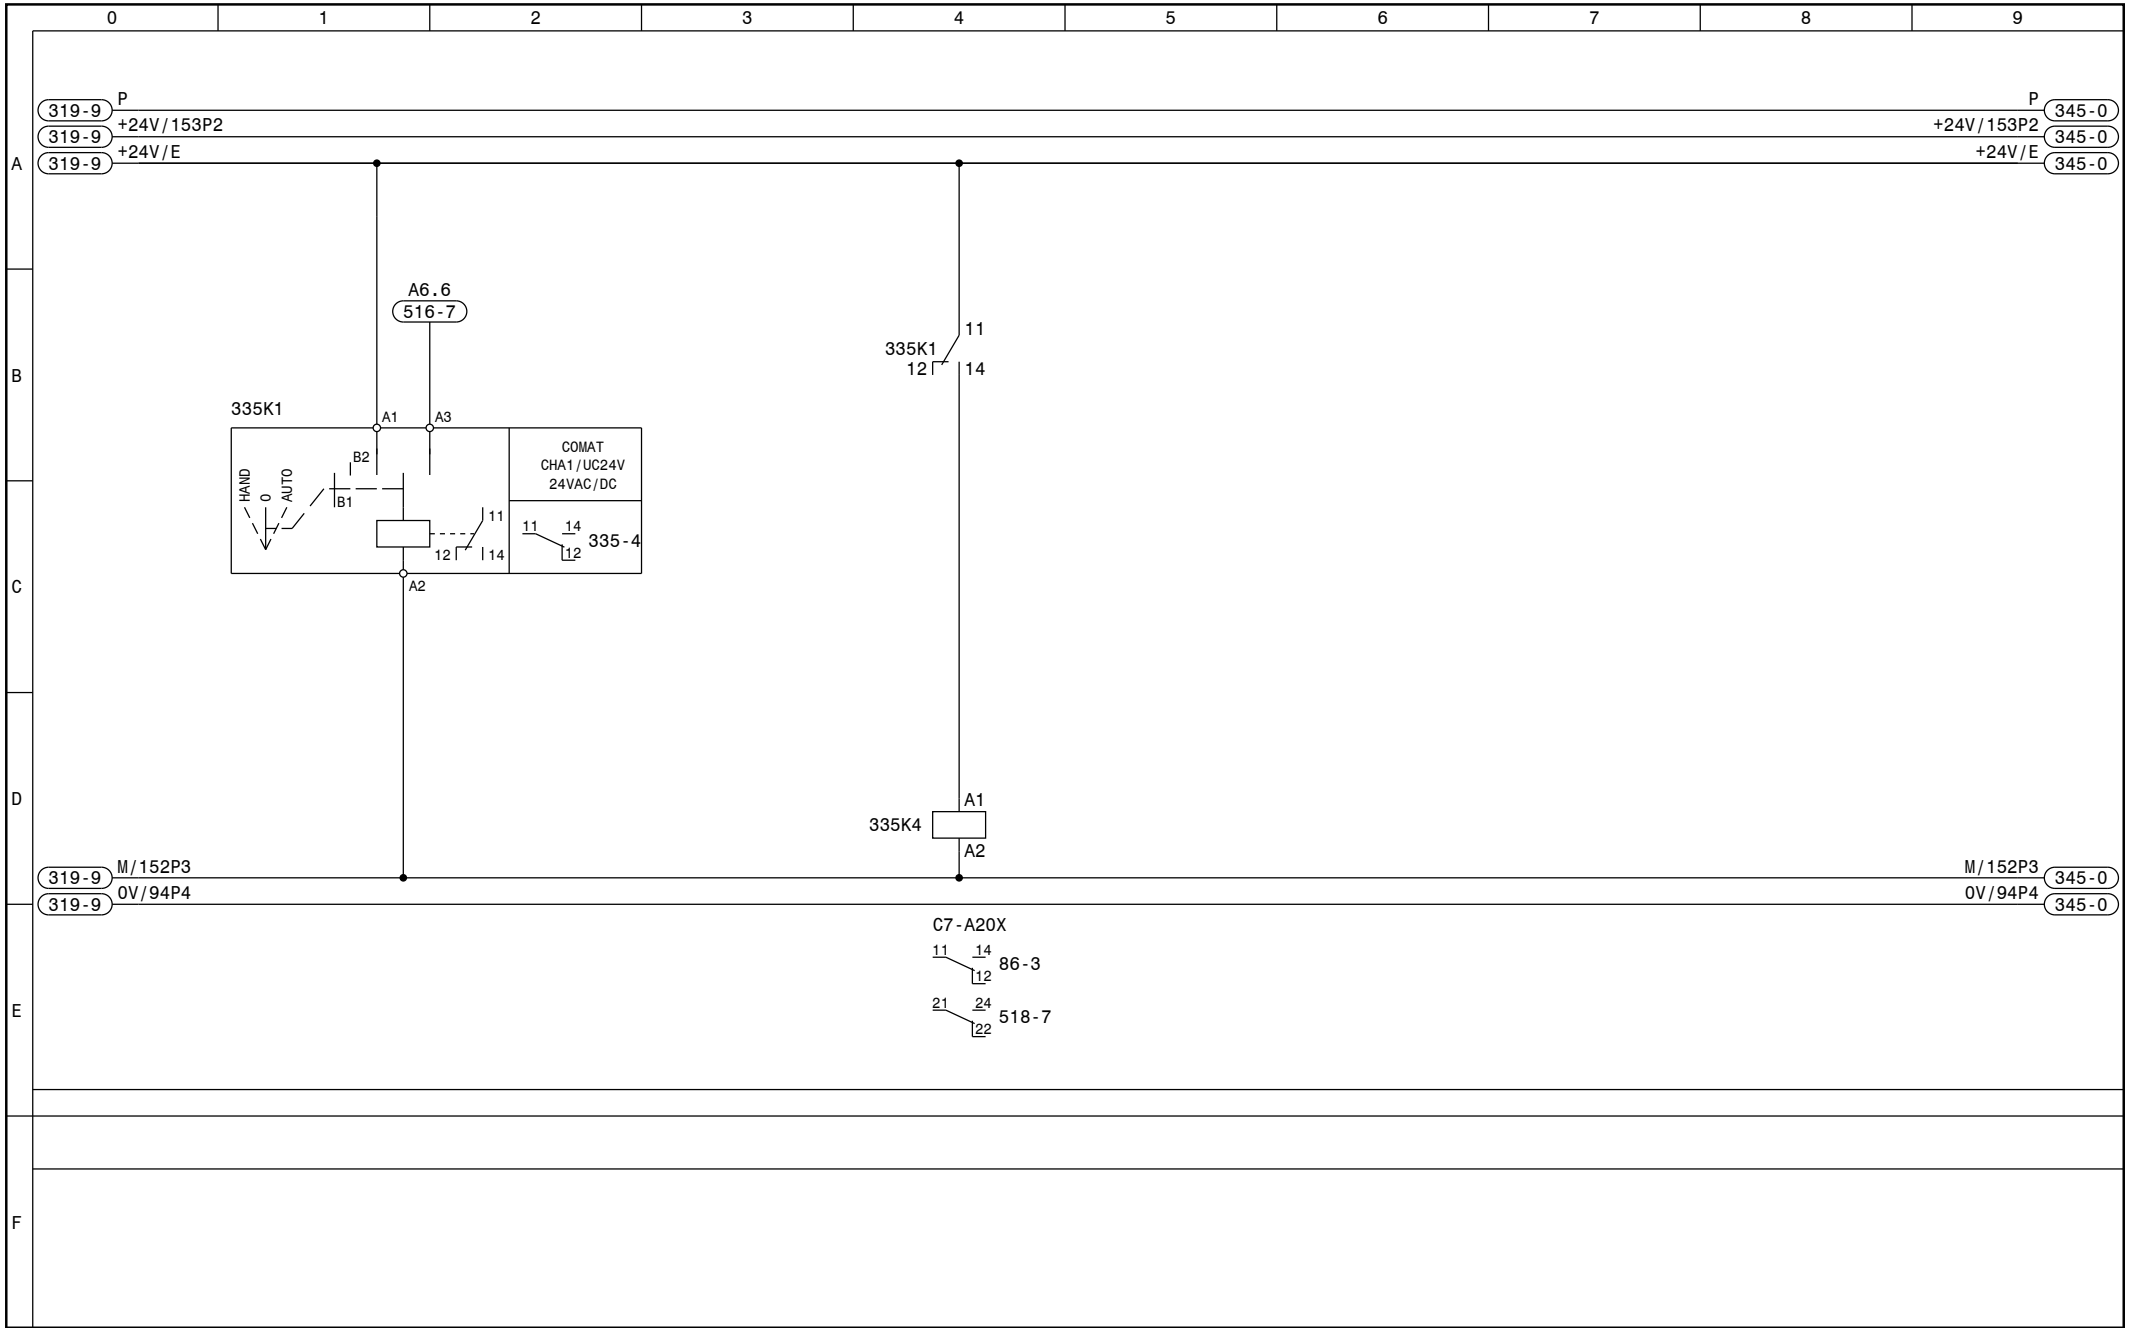 0 1 2 3 4 5 6 7 8 9
319-9 P P 345-0
319-9 +24V/153P2 +24V/153P2 345-0
A 319-9 +24V/E +24V/E 345-0
A6.6
516-7
11
335K1
B 12 14
335K1
A1 A3
COMAT
B2 CHA1/UC24V
HAND 0 AUTO 24VAC/DC
B1
11 11 14
335-4
12 14 12
C A2
D A1
335K4
A2
319-9 M/152P3 M/152P3 345-0
319-9 0V/94P4 0V/94P4 345-0
C7-A20X
11 14
86-3
12
21 24
E 518-7
22
F